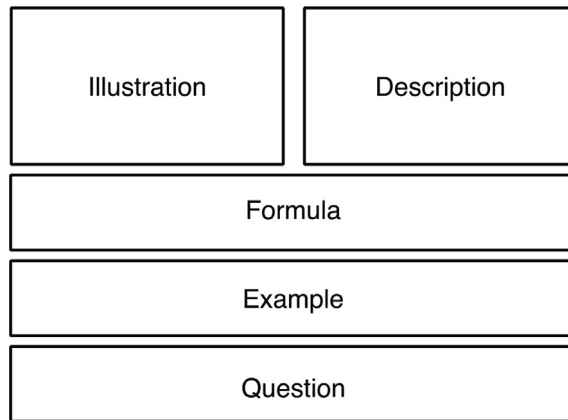 Illustration
Description
Formula
Example
Question